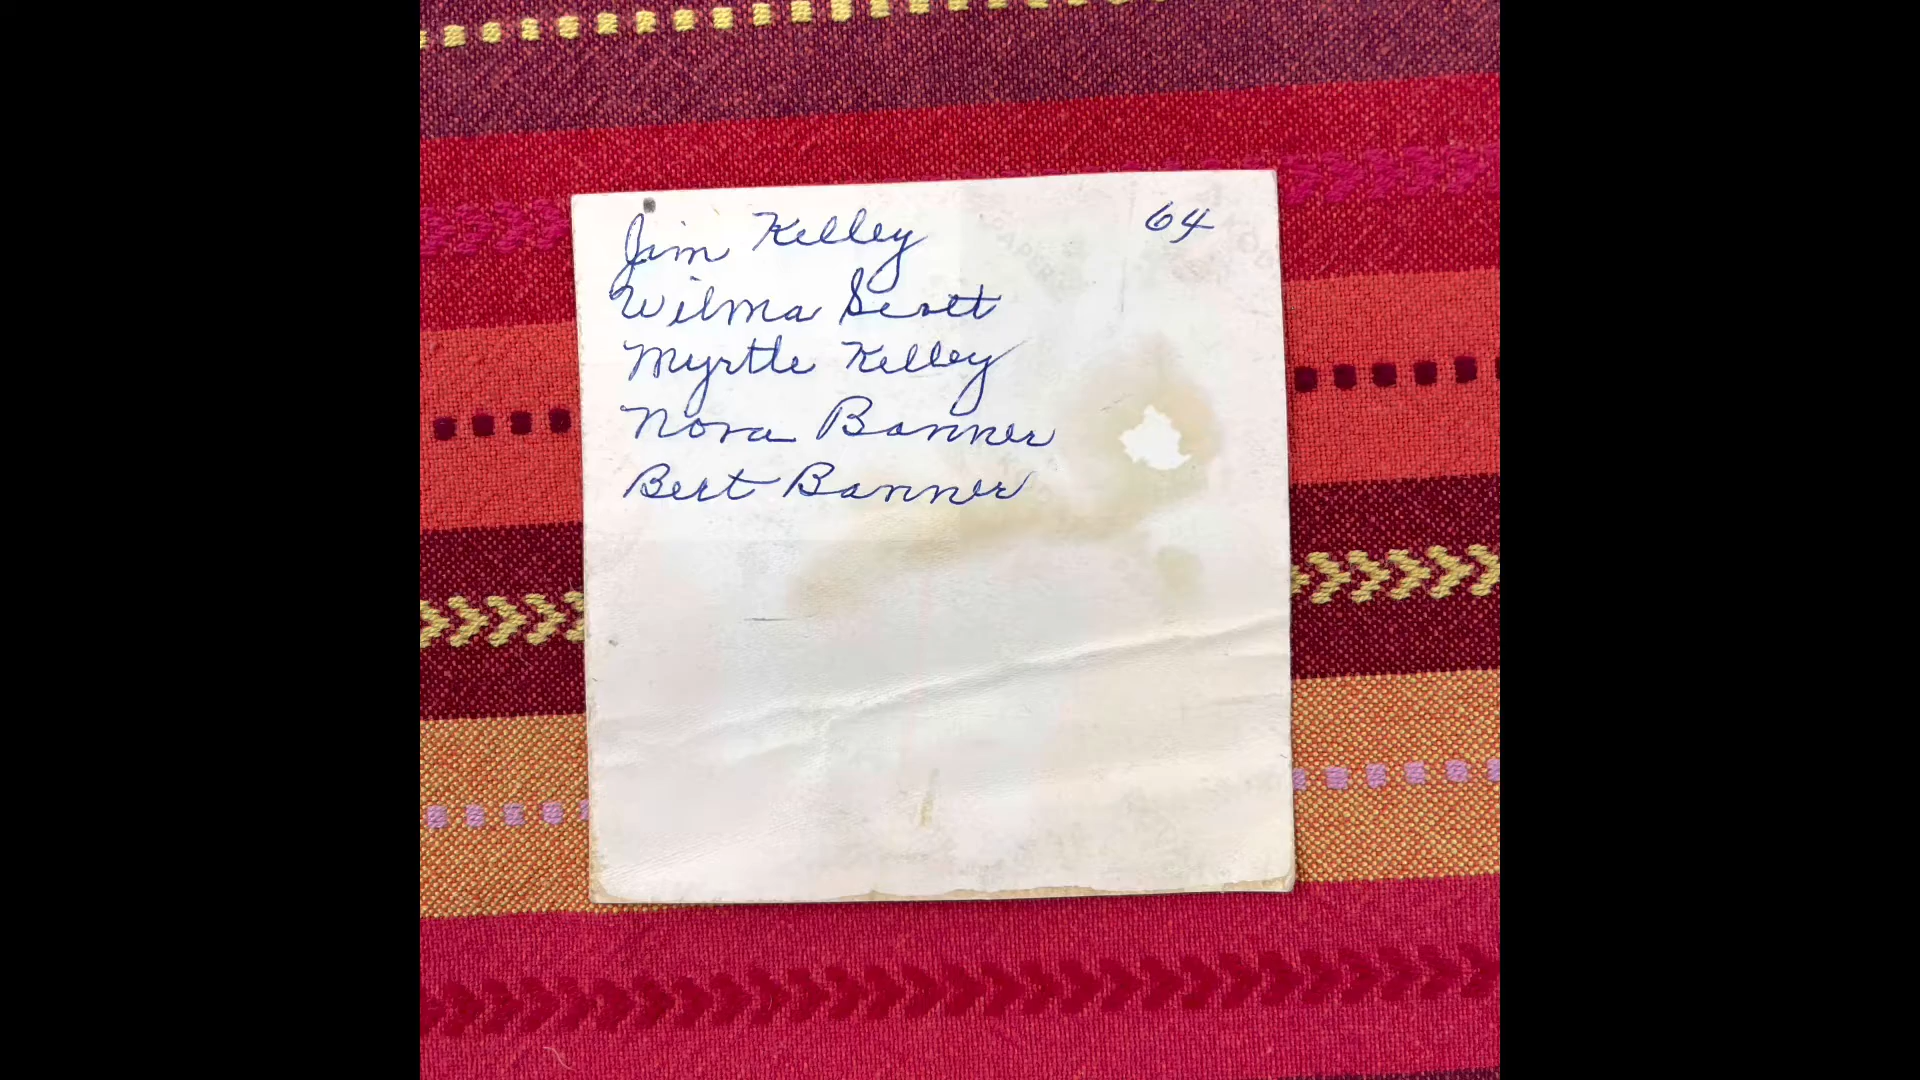 Jim Kelley 64
Wilma Scott
Myrtle Kelley
Nora Banner
Bert Banner